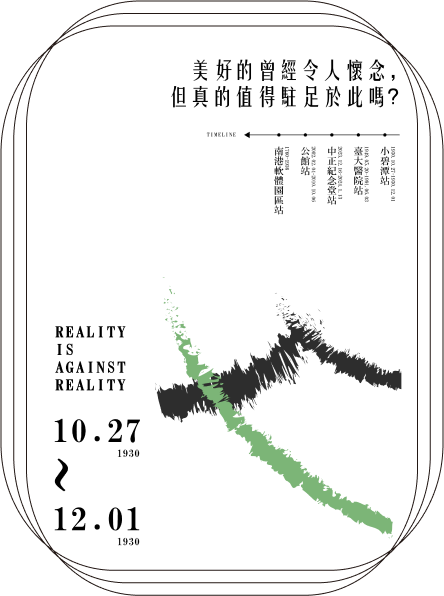 美好的曾經令人懷念,
但真的值得駐足於此嗎?
TIMELINE
小碧潭站
臺大醫院站
中正紀念堂站
公館站
南港軟體園區站
REALITY
IS
AGAINST
REALITY
10.27
1930
~
12.01
1930